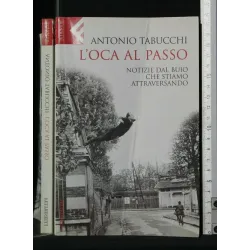 ANTONIO TABUCCHI
L'OCA AL PASSO
NOTIZIE DAL BUIO
CHE STIAMO
ATTRAVERSANDO